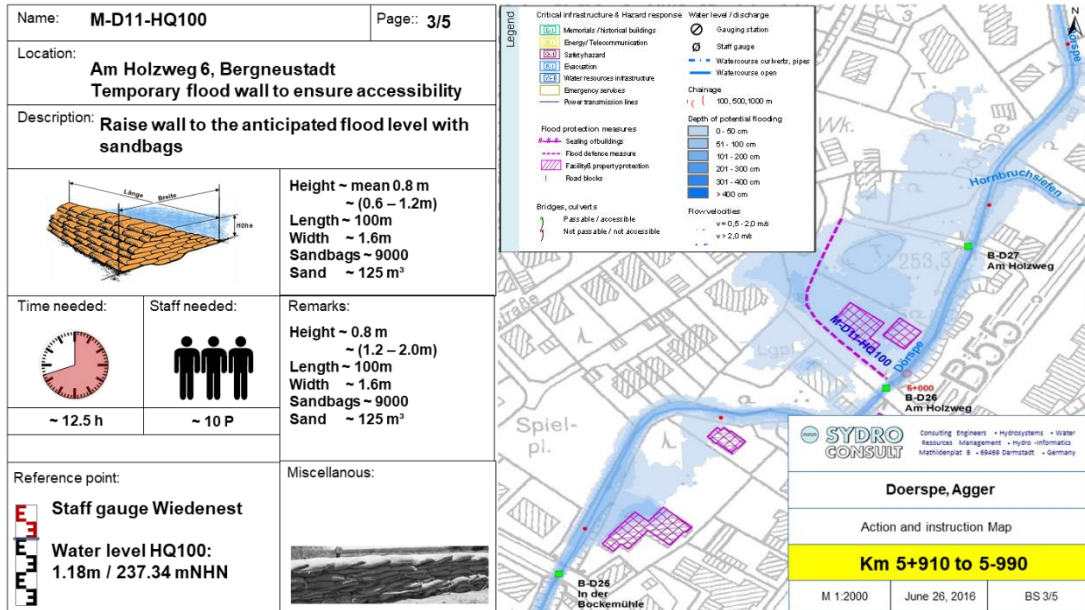 Name: M-D11-HQ100
Page:: 3/5
Location:
Am Holzweg 6, Bergneustadt
Temporary flood wall to ensure accessibility
Description: Raise wall to the anticipated flood level with
sandbags
Länge
Breite
Höhe
Height ~ mean 0.8 m
~ (0.6 – 1.2m)
Length ~ 100m
Width ~ 1.6m
Sandbags ~ 9000
Sand ~ 125 m³
Time needed:
Staff needed:
~ 12.5 h
~ 10 P
Remarks:
Height ~ 0.8 m
~ (1.2 – 2.0m)
Length ~ 100m
Width ~ 1.6m
Sandbags ~ 9000
Sand ~ 125 m³
Reference point:
Staff gauge Wiedenest
Water level HQ100:
1.18m / 237.34 mNHN
Miscellanous:
Legend
Critical infrastructure & Hazard response
Memorials / historical buildings
Energy/ Telecommunication
Safety hazard
Evacuation
Water resources infrastructure
Emergency services
Power transmission lines
Flood protection measures
Sealing of buildings
Flood defence measure
Facility & property protection
Road blocks
Bridges, culverts
Passable / accessible
Not passable / not accessible
Water level / discharge
Gauging station
Staff gauge
Watercourse culverts, pipes
Watercourse open
Chainage
100, 500, 1000 m
Depth of potential flooding
0 - 50 cm
51 - 100 cm
101 - 200 cm
201 - 300 cm
301 - 400 cm
> 400 cm
Flow velocities
v = 0,5 - 2,0 m/s
v > 2,0 m/s
Dörspe
Wk.
Hornbruchsiefen
B-D27
Am Holzweg
253,3
M-D11-HQ100
Lgpl.
Dörspe
B55
6+000
B-D26
Am Holzweg
Spiel-
pl.
B-D25
In der
Bockemühle
SYDRO
CONSULT
Consulting Engineers • Hydrosystems • Water
Resources Management • Hydro -Informatics
Mathildenplat 8 • 69469 Darmstadt • Germany
Doerspe, Agger
Action and instruction Map
Km 5+910 to 5-990
M 1:2000
June 26, 2016
BS 3/5